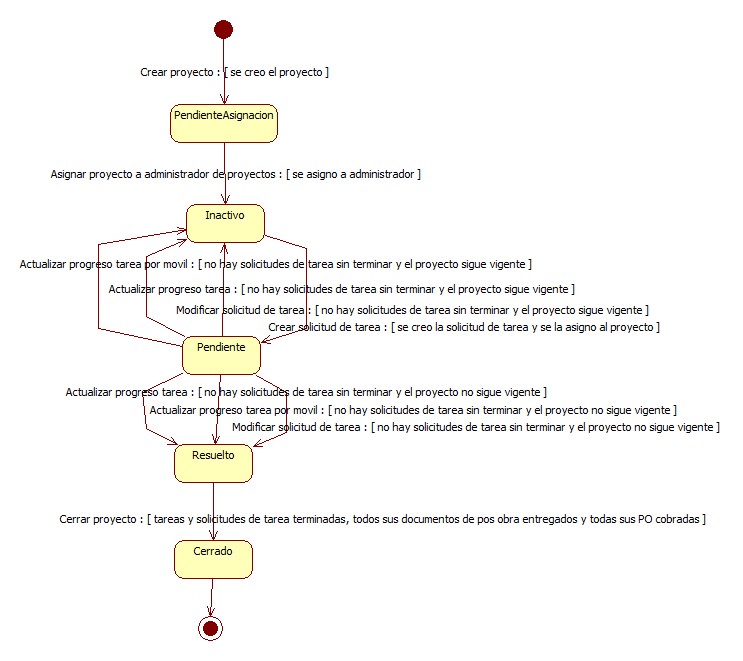 Crear proyecto : [ se creo el proyecto ]
PendienteAsignacion
Asignar proyecto a administrador de proyectos : [ se asigno a administrador ]
Inactivo
Actualizar progreso tarea por movil : [ no hay solicitudes de tarea sin terminar y el proyecto sigue vigente ]
Actualizar progreso tarea : [ no hay solicitudes de tarea sin terminar y el proyecto sigue vigente ]
Modificar solicitud de tarea : [ no hay solicitudes de tarea sin terminar y el proyecto sigue vigente ]
Crear solicitud de tarea : [ se creo la solicitud de tarea y se la asigno al proyecto ]
Pendiente
Actualizar progreso tarea : [ no hay solicitudes de tarea sin terminar y el proyecto no sigue vigente ]
Actualizar progreso tarea por movil : [ no hay solicitudes de tarea sin terminar y el proyecto no sigue vigente ]
Modificar solicitud de tarea : [ no hay solicitudes de tarea sin terminar y el proyecto no sigue vigente ]
Resuelto
Cerrar proyecto : [ tareas y solicitudes de tarea terminadas, todos sus documentos de pos obra entregados y todas sus PO cobradas ]
Cerrado